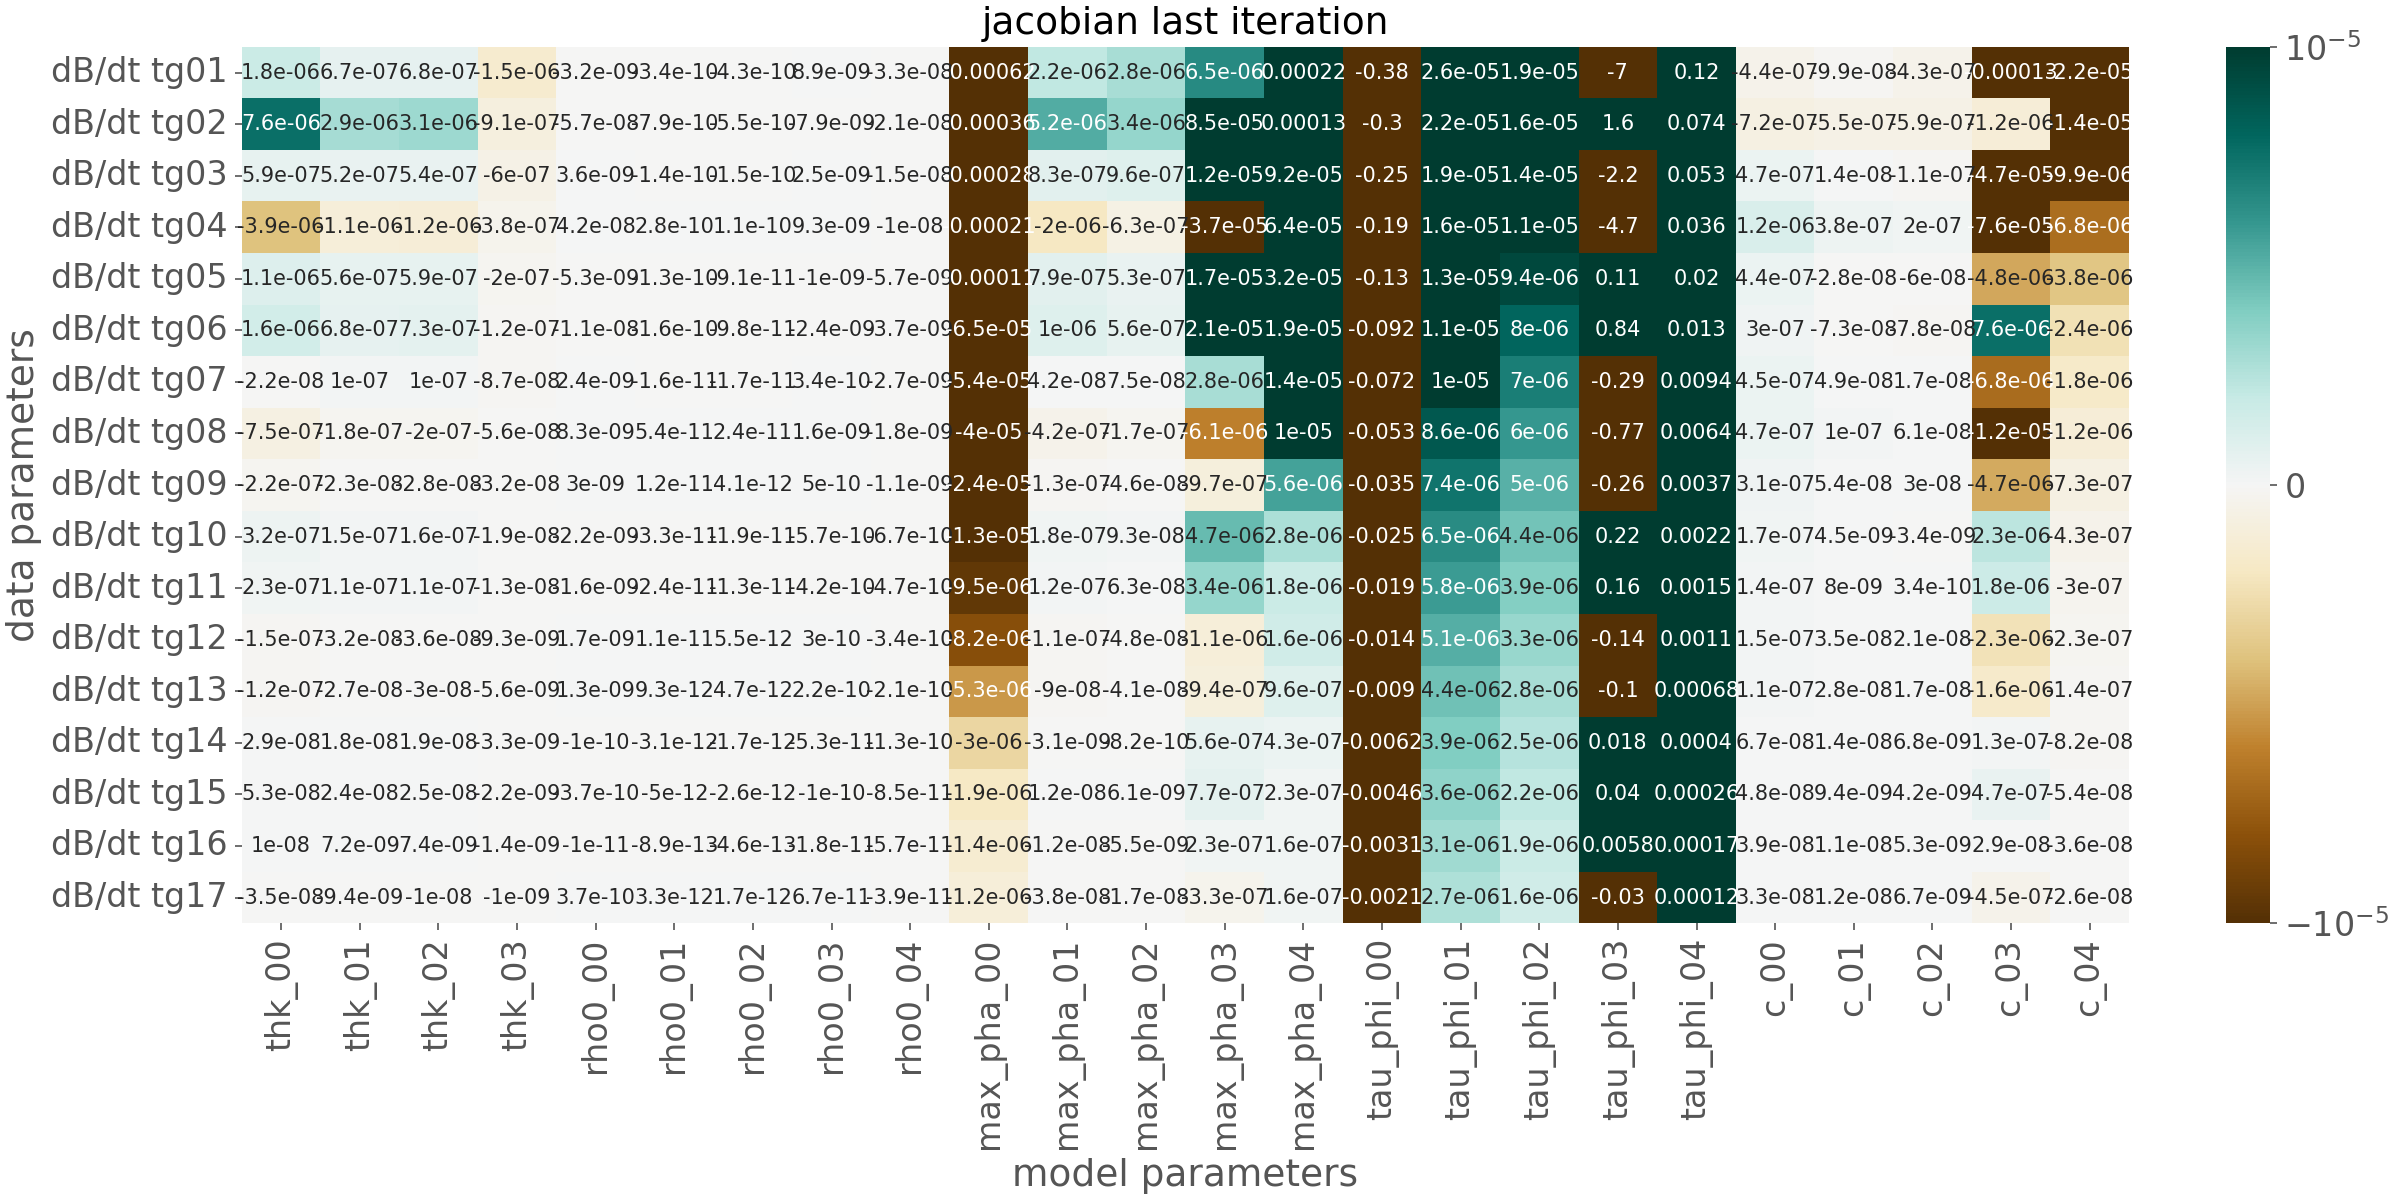 jacobian last iteration
dB/dt tg01 1.8e-06 6.7e-07 6.8e-07 -1.5e-06 -3.2e-09 -3.4e-10 -4.3e-10 8.9e-09 -3.3e-08 -0.00062 2.2e-06 2.8e-06 6.5e-06 0.00022 -0.38 2.6e-05 1.9e-05 -7 0.12 -4.4e-07 -9.9e-08 -4.3e-07 -0.00013 -2.2e-05
dB/dt tg02 7.6e-06 2.9e-06 3.1e-06 -9.1e-07 -5.7e-08 -7.9e-10 -5.5e-10 -7.9e-09 -2.1e-08 -0.00036 5.2e-06 3.4e-06 8.5e-05 0.00013 -0.3 2.2e-05 1.6e-05 1.6 0.074 -7.2e-07 -5.5e-07 -5.9e-07 -1.2e-06 -1.4e-05
dB/dt tg03 5.9e-07 5.2e-07 5.4e-07 -6e-07 3.6e-09 -1.4e-10 -1.5e-10 2.5e-09 -1.5e-08 -0.00028 8.3e-07 9.6e-07 1.2e-05 9.2e-05 -0.25 1.9e-05 1.4e-05 -2.2 0.053 4.7e-07 1.4e-08 -1.1e-07 -4.7e-05 -9.9e-06
dB/dt tg04 -3.9e-06 -1.1e-06 -1.2e-06 -3.8e-07 4.2e-08 2.8e-10 1.1e-10 9.3e-09 -1e-08 -0.00021 -2e-06 -6.3e-07 -3.7e-05 6.4e-05 -0.19 1.6e-05 1.1e-05 -4.7 0.036 1.2e-06 3.8e-07 2e-07 -7.6e-05 -6.8e-06
dB/dt tg05 1.1e-06 5.6e-07 5.9e-07 -2e-07 -5.3e-09 -1.3e-10 -9.1e-11 -1e-09 -5.7e-09 -0.00011 7.9e-07 5.3e-07 1.7e-05 3.2e-05 -0.13 1.3e-05 9.4e-06 0.11 0.02 4.4e-07 -2.8e-08 -6e-08 -4.8e-06 -3.8e-06
dB/dt tg06 1.6e-06 6.8e-07 7.3e-07 -1.2e-07 -1.1e-08 -1.6e-10 -9.8e-11 -2.4e-09 -3.7e-09 -6.5e-05 1e-06 5.6e-07 2.1e-05 1.9e-05 -0.092 1.1e-05 8e-06 0.84 0.013 3e-07 -7.3e-08 -7.8e-08 7.6e-06 -2.4e-06
dB/dt tg07 -2.2e-08 1e-07 1e-07 -8.7e-08 2.4e-09 -1.6e-11 -1.7e-11 3.4e-10 -2.7e-09 -5.4e-05 4.2e-08 7.5e-08 2.8e-06 1.4e-05 -0.072 1e-05 7e-06 -0.29 0.0094 4.5e-07 4.9e-08 1.7e-08 -6.8e-06 -1.8e-06
dB/dt tg08 -7.5e-07 -1.8e-07 -2e-07 -5.6e-08 8.3e-09 5.4e-11 2.4e-11 1.6e-09 -1.8e-09 -4e-05 -4.2e-07 -1.7e-07 -6.1e-06 1e-05 -0.053 8.6e-06 6e-06 -0.77 0.0064 4.7e-07 1e-07 6.1e-08 -1.2e-05 -1.2e-06
dB/dt tg09 -2.2e-07 -2.3e-08 -2.8e-08 -3.2e-08 3e-09 1.2e-11 4.1e-12 5e-10 -1.1e-09 -2.4e-05 -1.3e-07 -4.6e-08 -9.7e-07 5.6e-06 -0.035 7.4e-06 5e-06 -0.26 0.0037 3.1e-07 5.4e-08 3e-08 -4.7e-06 -7.3e-07
dB/dt tg10 3.2e-07 1.5e-07 1.6e-07 -1.9e-08 -2.2e-09 -3.3e-11 -1.9e-11 -5.7e-10 -6.7e-10 -1.3e-05 1.8e-07 9.3e-08 4.7e-06 2.8e-06 -0.025 6.5e-06 4.4e-06 0.22 0.0022 1.7e-07 4.5e-09 -3.4e-09 2.3e-06 -4.3e-07
dB/dt tg11 2.3e-07 1.1e-07 1.1e-07 -1.3e-08 -1.6e-09 -2.4e-11 -1.3e-11 -4.2e-10 -4.7e-10 -9.5e-06 1.2e-07 6.3e-08 3.4e-06 1.8e-06 -0.019 5.8e-06 3.9e-06 0.16 0.0015 1.4e-07 8e-09 3.4e-10 1.8e-06 -3e-07
dB/dt tg12 -1.5e-07 -3.2e-08 -3.6e-08 -9.3e-09 1.7e-09 1.1e-11 5.5e-12 3e-10 -3.4e-10 -8.2e-06 -1.1e-07 -4.8e-08 -1.1e-06 1.6e-06 -0.014 5.1e-06 3.3e-06 -0.14 0.0011 1.5e-07 3.5e-08 2.1e-08 -2.3e-06 -2.3e-07
dB/dt tg13 -1.2e-07 -2.7e-08 -3e-08 -5.6e-09 1.3e-09 9.3e-12 4.7e-12 2.2e-10 -2.1e-10 -5.3e-06 -9e-08 -4.1e-08 -9.4e-07 9.6e-07 -0.009 4.4e-06 2.8e-06 -0.1 0.00068 1.1e-07 2.8e-08 1.7e-08 -1.6e-06 -1.4e-07
dB/dt tg14 2.9e-08 1.8e-08 1.9e-08 -3.3e-09 -1e-10 -3.1e-12 -1.7e-12 -5.3e-11 -1.3e-10 -3e-06 -3.1e-09 -8.2e-10 5.6e-07 4.3e-07 -0.0062 3.9e-06 2.5e-06 0.018 0.0004 6.7e-08 1.4e-08 6.8e-09 1.3e-07 -8.2e-08
dB/dt tg15 5.3e-08 2.4e-08 2.5e-08 -2.2e-09 -3.7e-10 -5e-12 -2.6e-12 -1e-10 -8.5e-11 -1.9e-06 1.2e-08 6.1e-09 7.7e-07 2.3e-07 -0.0046 3.6e-06 2.2e-06 0.04 0.00026 4.8e-08 9.4e-09 4.2e-09 4.7e-07 -5.4e-08
dB/dt tg16 1e-08 7.2e-09 7.4e-09 -1.4e-09 -1e-11 -8.9e-13 -4.6e-13 -1.8e-11 -5.7e-11 -1.4e-06 -1.2e-08 -5.5e-09 2.3e-07 1.6e-07 -0.0031 3.1e-06 1.9e-06 0.0058 0.00017 3.9e-08 1.1e-08 5.3e-09 2.9e-08 -3.6e-08
dB/dt tg17 -3.5e-08 -9.4e-09 -1e-08 -1e-09 3.7e-10 3.3e-12 1.7e-12 6.7e-11 -3.9e-11 -1.2e-06 -3.8e-08 -1.7e-08 -3.3e-07 1.6e-07 -0.0021 2.7e-06 1.6e-06 -0.03 0.00012 3.3e-08 1.2e-08 6.7e-09 -4.5e-07 -2.6e-08
data parameters
thk_00 thk_01 thk_02 thk_03 rho0_00 rho0_01 rho0_02 rho0_03 rho0_04 max_pha_00 max_pha_01 max_pha_02 max_pha_03 max_pha_04 tau_phi_00 tau_phi_01 tau_phi_02 tau_phi_03 tau_phi_04 c_00 c_01 c_02 c_03 c_04
model parameters
10⁻⁵
0
−10⁻⁵